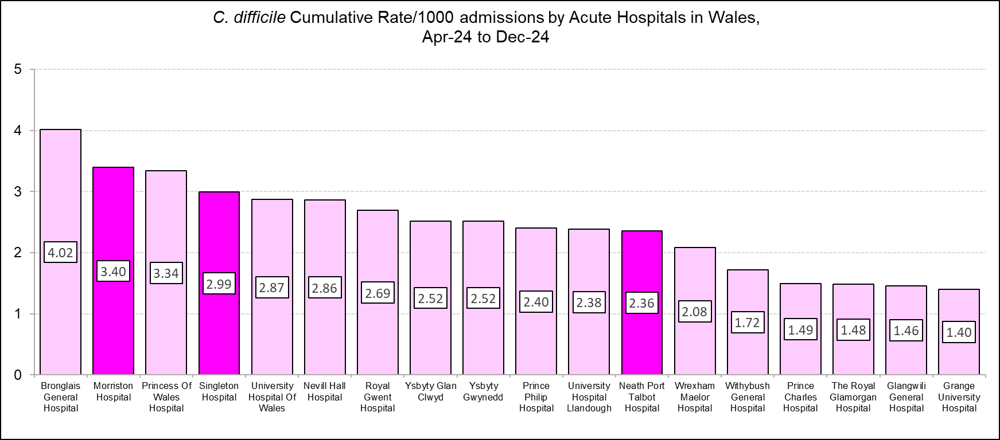 C. difficile Cumulative Rate/1000 admissions by Acute Hospitals in Wales,
Apr-24 to Dec-24
5
4
3
2
1
0
4.02
3.40
3.34
2.99
2.87
2.86
2.69
2.52
2.52
2.40
2.38
2.36
2.08
1.72
1.49
1.48
1.46
1.40
Bronglais
General
Hospital
Morriston
Hospital
Princess Of
Wales
Hospital
Singleton
Hospital
University
Hospital Of
Wales
Nevill Hall
Hospital
Royal
Gwent
Hospital
Ysbyty Glan
Clwyd
Ysbyty
Gwynedd
Prince
Philip
Hospital
University
Hospital
Llandough
Neath Port
Talbot
Hospital
Wrexham
Maelor
Hospital
Withybush
General
Hospital
Prince
Charles
Hospital
The Royal
Glamorgan
Hospital
Glangwili
General
Hospital
Grange
University
Hospital